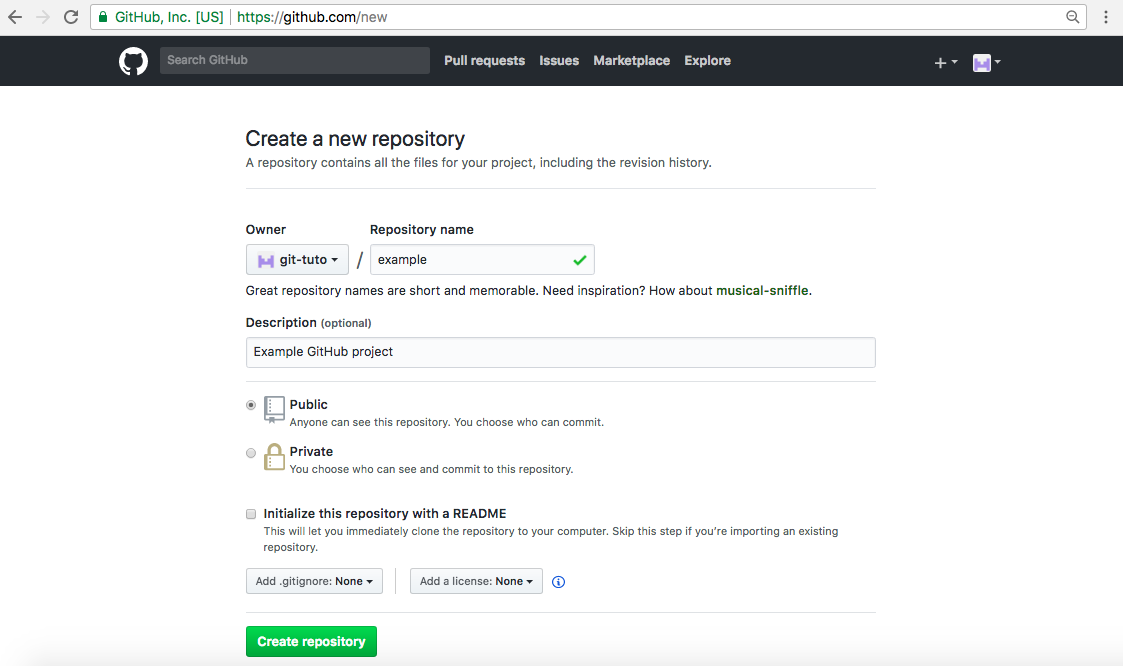 GitHub, Inc. [US] | https://github.com/new
Search GitHub Pull requests Issues Marketplace Explore
Create a new repository
A repository contains all the files for your project, including the revision history.
Owner Repository name
git-tuto / example
Great repository names are short and memorable. Need inspiration? How about musical-sniffle.
Description (optional)
Example GitHub project
Public
Anyone can see this repository. You choose who can commit.
Private
You choose who can see and commit to this repository.
Initialize this repository with a README
This will let you immediately clone the repository to your computer. Skip this step if you're importing an existing
repository.
Add .gitignore: None Add a license: None
Create repository